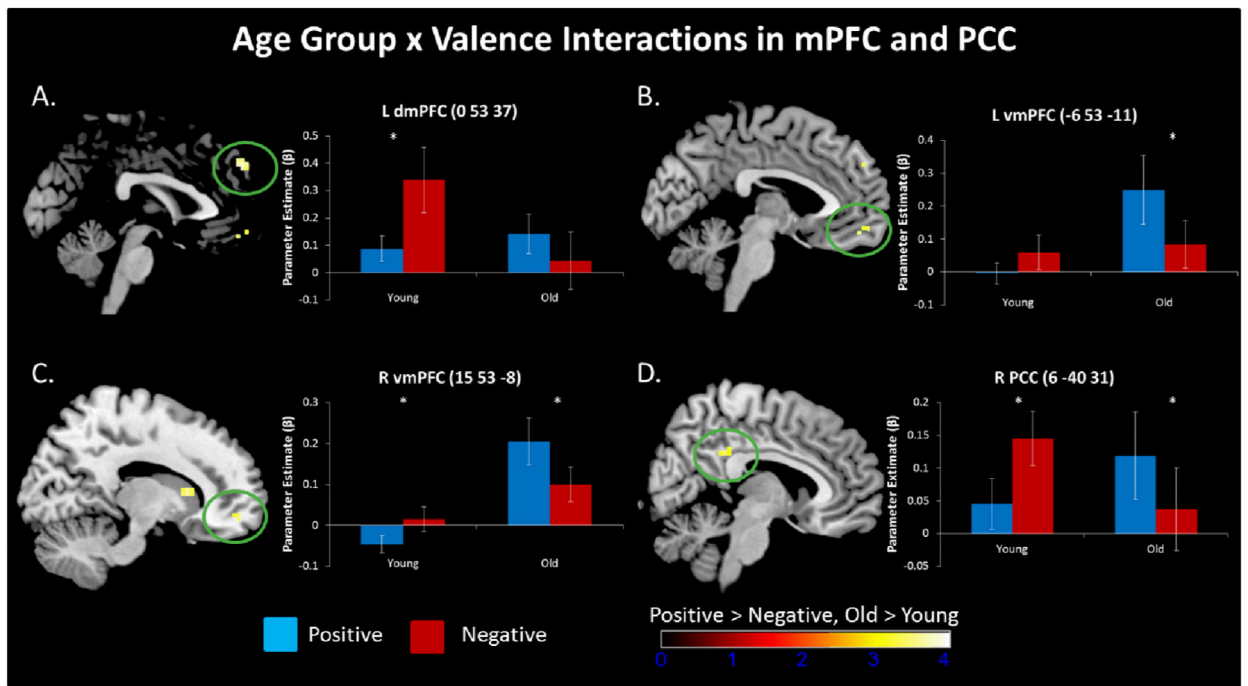 Age Group x Valence Interactions in mPFC and PCC
A.
L dmPFC (0 53 37)
*
Parameter Estimate (β)
0.5
0.4
0.3
0.2
0.1
0
-0.1
Young
Old
B.
L vmPFC (-6 53 -11)
*
Parameter Estimate (β)
0.4
0.3
0.2
0.1
0
-0.1
Young
Old
C.
R vmPFC (15 53 -8)
*
*
Parameter Estimate (β)
0.3
0.2
0.1
0
-0.1
Young
Old
D.
R PCC (6 -40 31)
*
*
Parameter Extimate (β)
0.2
0.15
0.1
0.05
0
-0.05
Young
Old
Positive
Negative
Positive > Negative, Old > Young
0 1 2 3 4